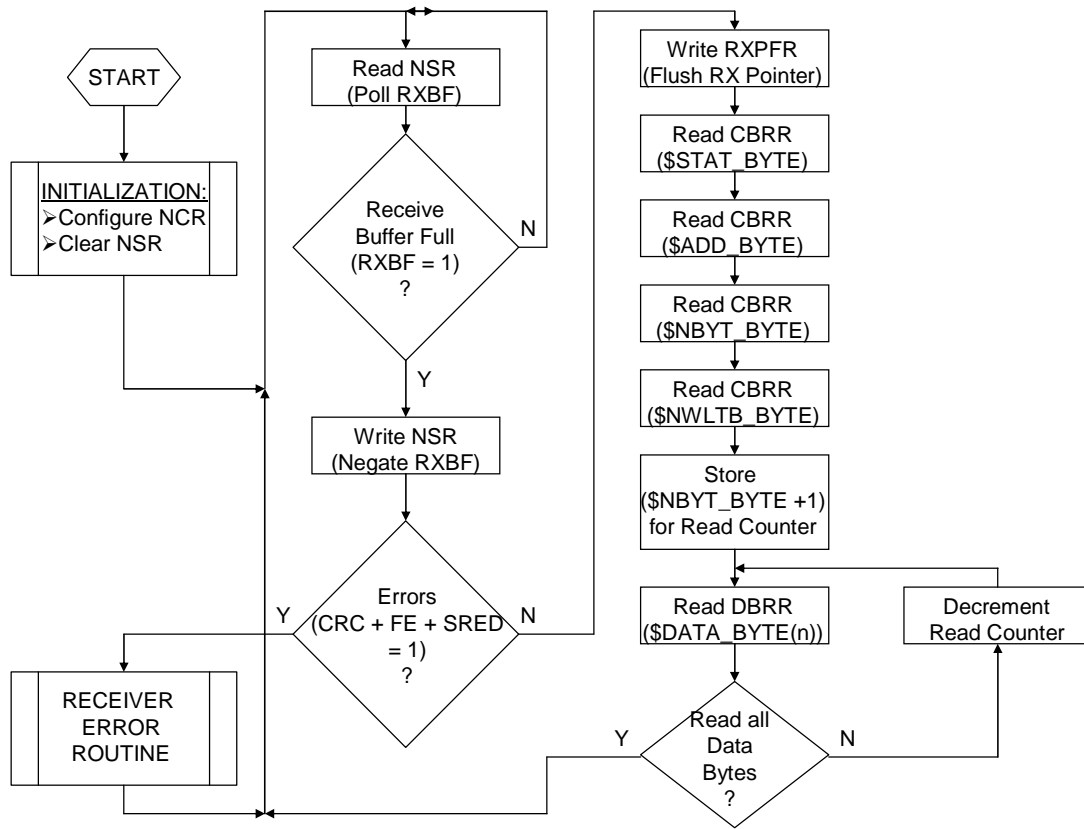 START
INITIALIZATION:
➢Configure NCR
➢Clear NSR
Read NSR
(Poll RXBF)
Receive
Buffer Full
(RXBF = 1)
?
N
Y
Write NSR
(Negate RXBF)
Errors
(CRC + FE + SRED
= 1)
?
Y
N
RECEIVER
ERROR
ROUTINE
Write RXPFR
(Flush RX Pointer)
Read CBRR
($STAT_BYTE)
Read CBRR
($ADD_BYTE)
Read CBRR
($NBYT_BYTE)
Read CBRR
($NWLTB_BYTE)
Store
($NBYT_BYTE +1)
for Read Counter
Read DBRR
($DATA_BYTE(n))
Decrement
Read Counter
Read all
Data
Bytes
?
Y
N